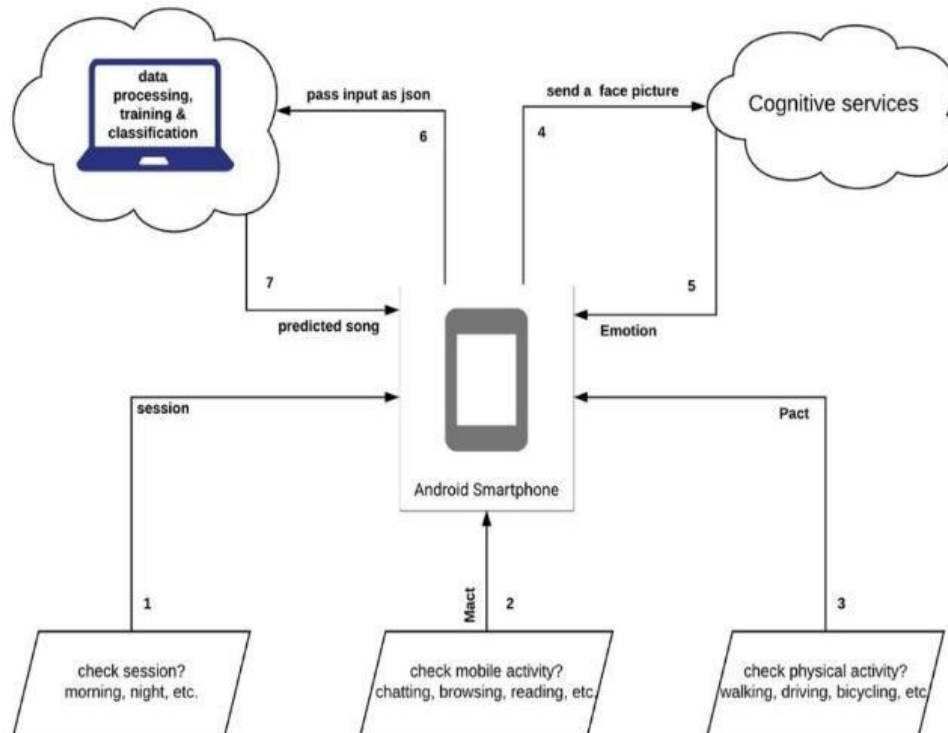 data
processing,
training &
classification
pass input as json
6
send a face picture
4
Cognitive services
7
predicted song
5
Emotion
session
Pact
Android Smartphone
1
Mact
2
3
check session?
morning, night, etc.
check mobile activity?
chatting, browsing, reading, etc.
check physical activity?
walking, driving, bicycling, etc